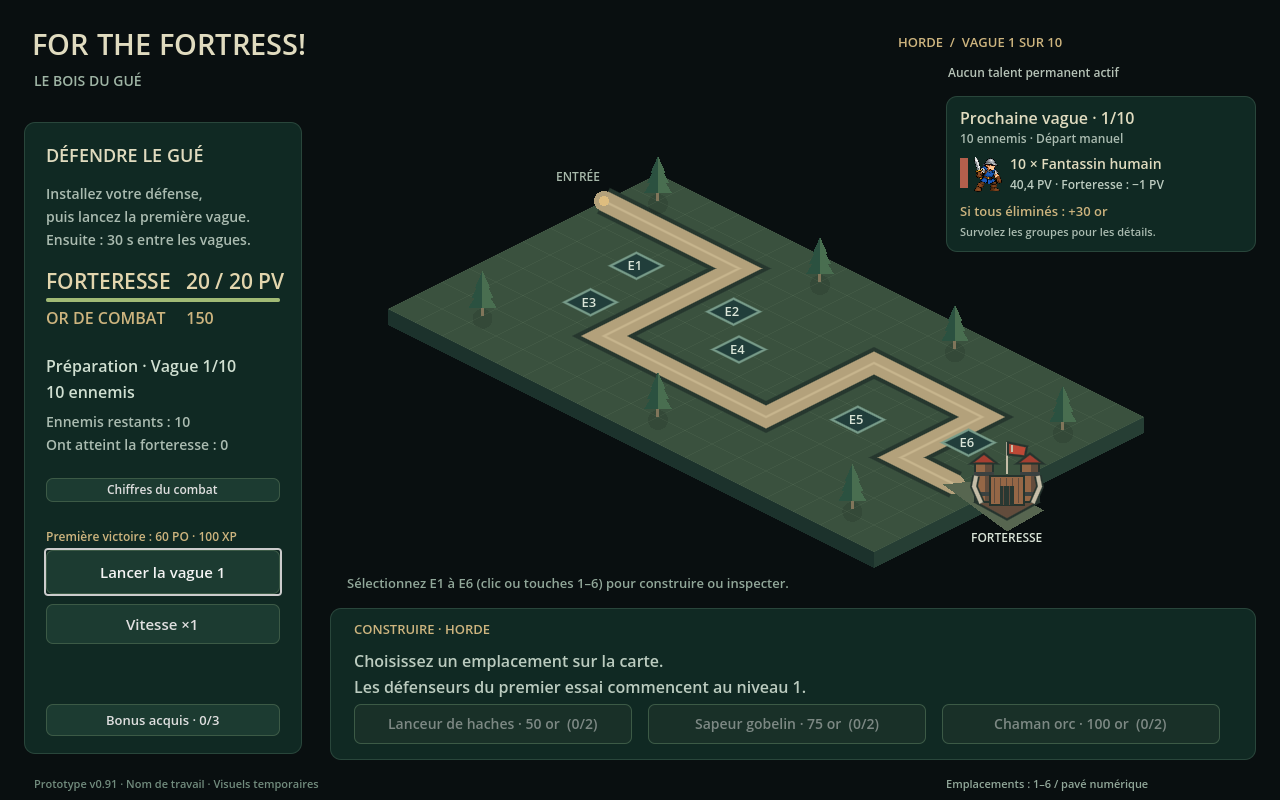 FOR THE FORTRESS!
LE BOIS DU GUÉ
HORDE / VAGUE 1 SUR 10
Aucun talent permanent actif
Prochaine vague · 1/10
10 ennemis · Départ manuel
10 × Fantassin humain
40,4 PV · Forteresse : −1 PV
Si tous éliminés : +30 or
Survolez les groupes pour les détails.
DÉFENDRE LE GUÉ
Installez votre défense,
puis lancez la première vague.
Ensuite : 30 s entre les vagues.
FORTERESSE 20 / 20 PV
OR DE COMBAT 150
Préparation · Vague 1/10
10 ennemis
Ennemis restants : 10
Ont atteint la forteresse : 0
Chiffres du combat
Première victoire : 60 PO · 100 XP
Lancer la vague 1
Vitesse ×1
Bonus acquis · 0/3
ENTRÉE
E1
E3
E2
E4
E5
E6
FORTERESSE
Sélectionnez E1 à E6 (clic ou touches 1–6) pour construire ou inspecter.
CONSTRUIRE · HORDE
Choisissez un emplacement sur la carte.
Les défenseurs du premier essai commencent au niveau 1.
Lanceur de haches · 50 or (0/2)
Sapeur gobelin · 75 or (0/2)
Chaman orc · 100 or (0/2)
Prototype v0.91 · Nom de travail · Visuels temporaires
Emplacements : 1–6 / pavé numérique